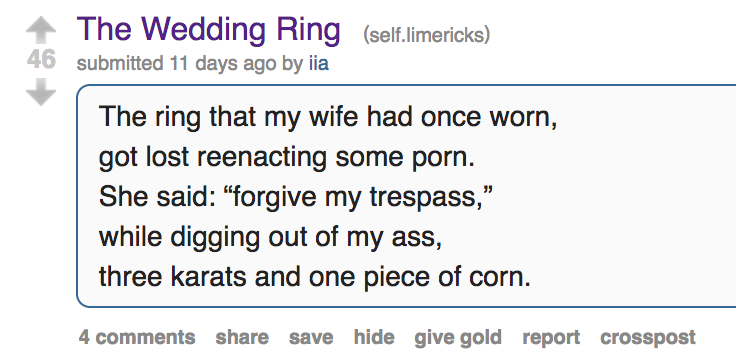 The Wedding Ring (self.limericks)
46
submitted 11 days ago by iia
The ring that my wife had once worn,
got lost reenacting some porn.
She said: “forgive my trespass,”
while digging out of my ass,
three karats and one piece of corn.
4 comments share save hide give gold report crosspost